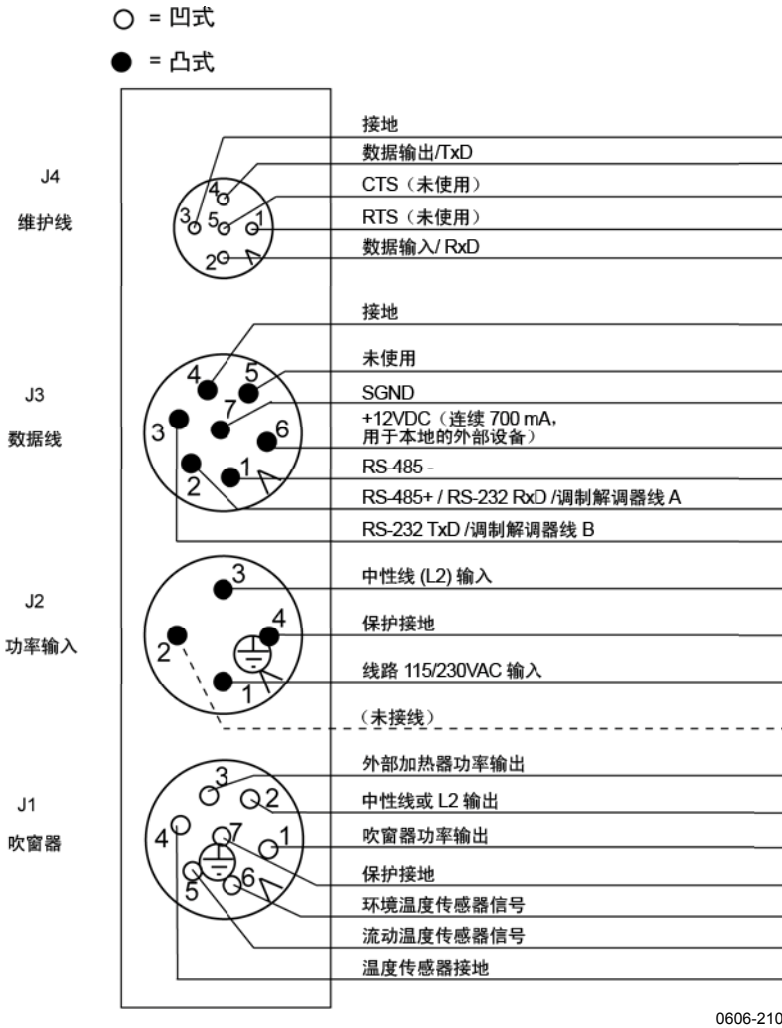 ○ = 凹式
● = 凸式
J4
维护线
接地
数据输出/TxD
CTS（未使用）
RTS（未使用）
数据输入/ RxD
4
3
5
1
2
J3
数据线
接地
未使用
SGND
+12VDC（连续 700 mA，
用于本地的外部设备）
RS-485 -
RS-485+ / RS-232 RxD /调制解调器线 A
RS-232 TxD /调制解调器线 B
4
5
7
3
6
1
2
J2
功率输入
中性线 (L2) 输入
保护接地
线路 115/230VAC 输入
（未接线）
3
4
2
1
J1
吹窗器
外部加热器功率输出
中性线或 L2 输出
吹窗器功率输出
保护接地
环境温度传感器信号
流动温度传感器信号
温度传感器接地
3
2
4
7
1
5
6
0606-210